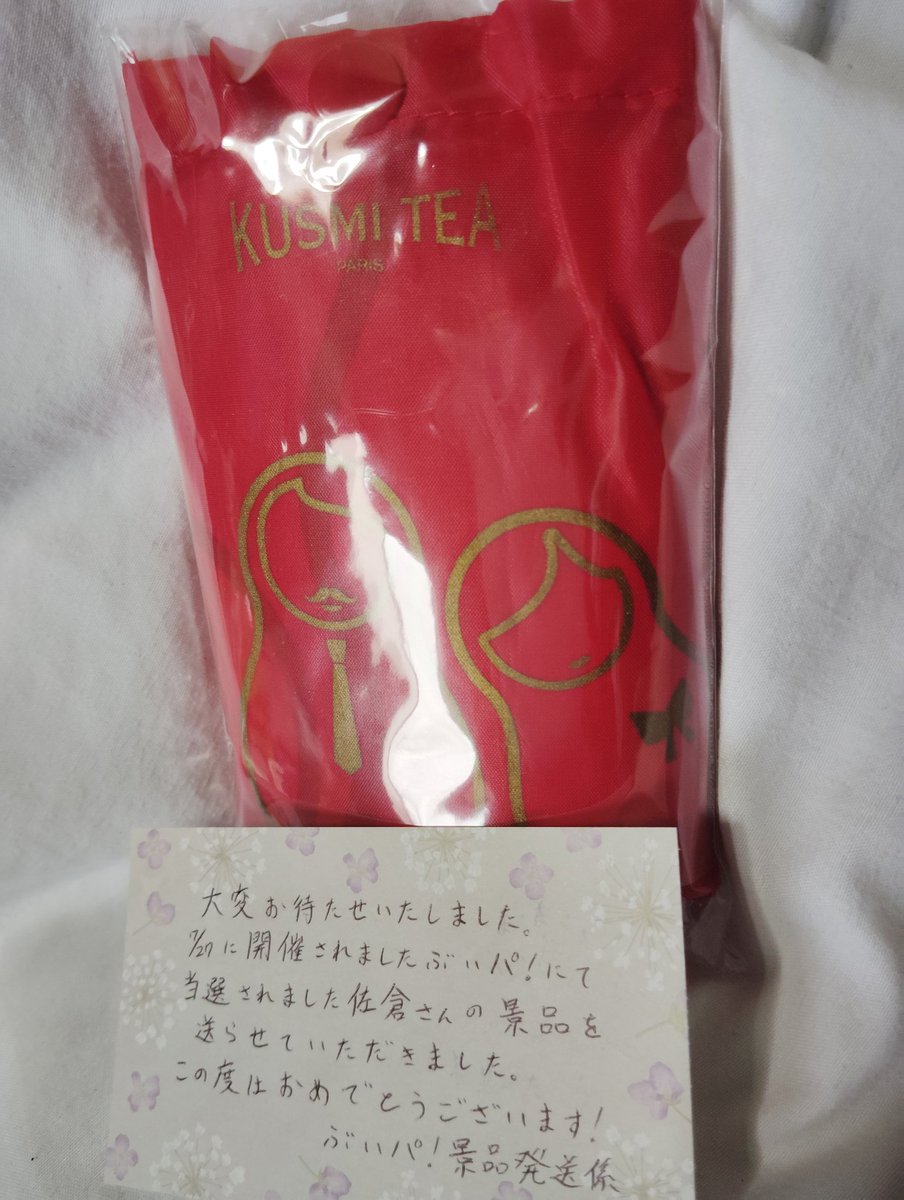 KUSMI TEA
PARIS
大変お待たせいたしました。
7/27に開催されましたぶいパ!にて
当選されました佐倉さんの景品を
送らせていただきました。
この度はおめでとうございます!
ぶいパ!景品発送係